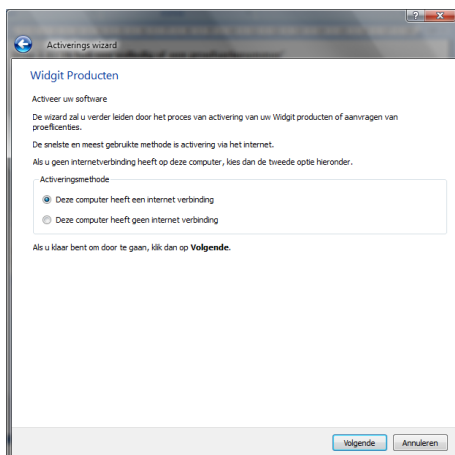 Activerings wizard
Widgit Producten
Activeer uw software
De wizard zal u verder leiden door het proces van activering van uw Widgit producten of aanvragen van
proeflicenties.
De snelste en meest gebruikte methode is activering via het internet.
Als u geen internetverbinding heeft op deze computer, kies dan de tweede optie hieronder.
Activeringsmethode
Deze computer heeft een internet verbinding
Deze computer heeft geen internet verbinding
Als u klaar bent om door te gaan, klik dan op Volgende.
Volgende Annuleren